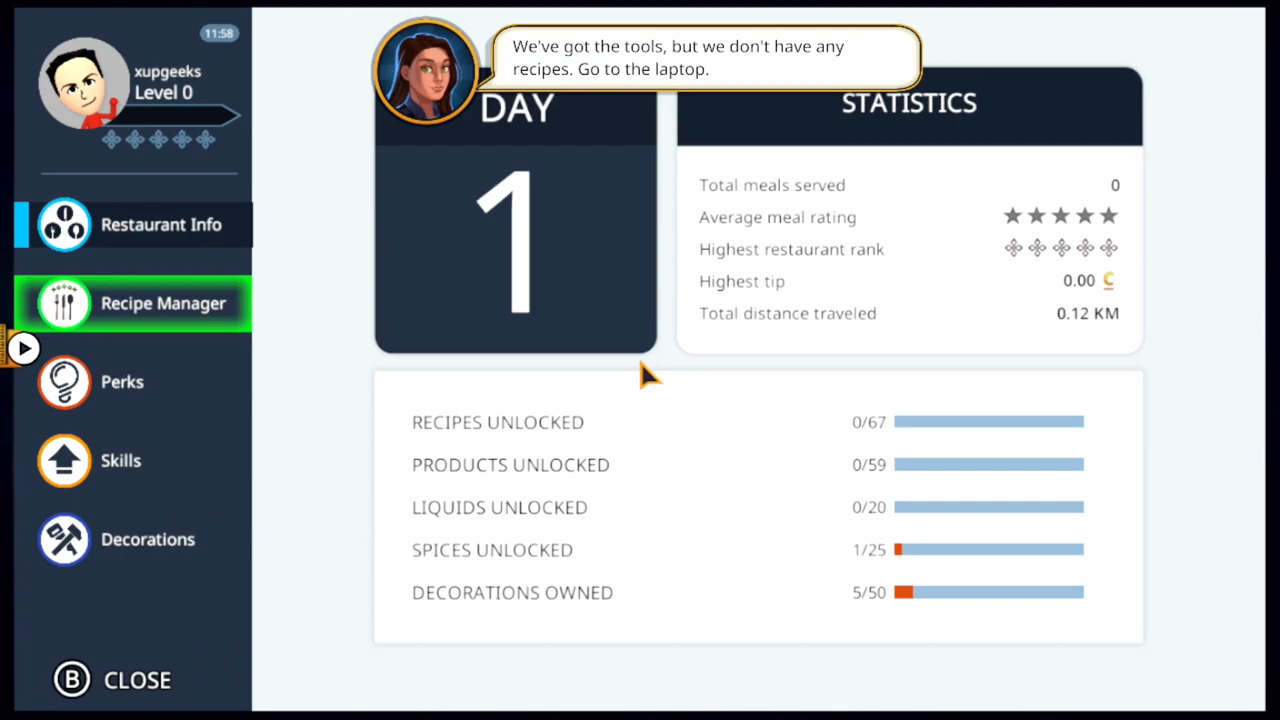 11:58
xupgeeks
Level 0
Restaurant Info
Recipe Manager
Perks
Skills
Decorations
B CLOSE
We've got the tools, but we don't have any
recipes. Go to the laptop.
DAY
1
STATISTICS
Total meals served 0
Average meal rating
Highest restaurant rank
Highest tip 0.00 C
Total distance traveled 0.12 KM
RECIPES UNLOCKED 0/67
PRODUCTS UNLOCKED 0/59
LIQUIDS UNLOCKED 0/20
SPICES UNLOCKED 1/25
DECORATIONS OWNED 5/50